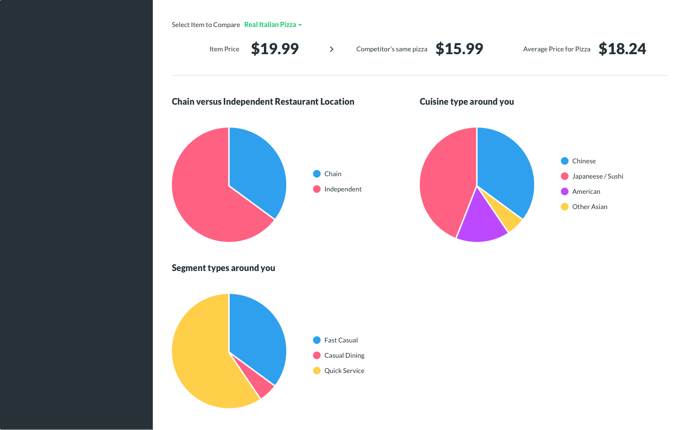 Select Item to Compare Real Italian Pizza
Item Price $19.99 > Competitor's same pizza $15.99 Average Price for Pizza $18.24
Chain versus Independent Restaurant Location
Chain
Independent
Cuisine type around you
Chinese
Japaneese / Sushi
American
Other Asian
Segment types around you
Fast Casual
Casual Dining
Quick Service